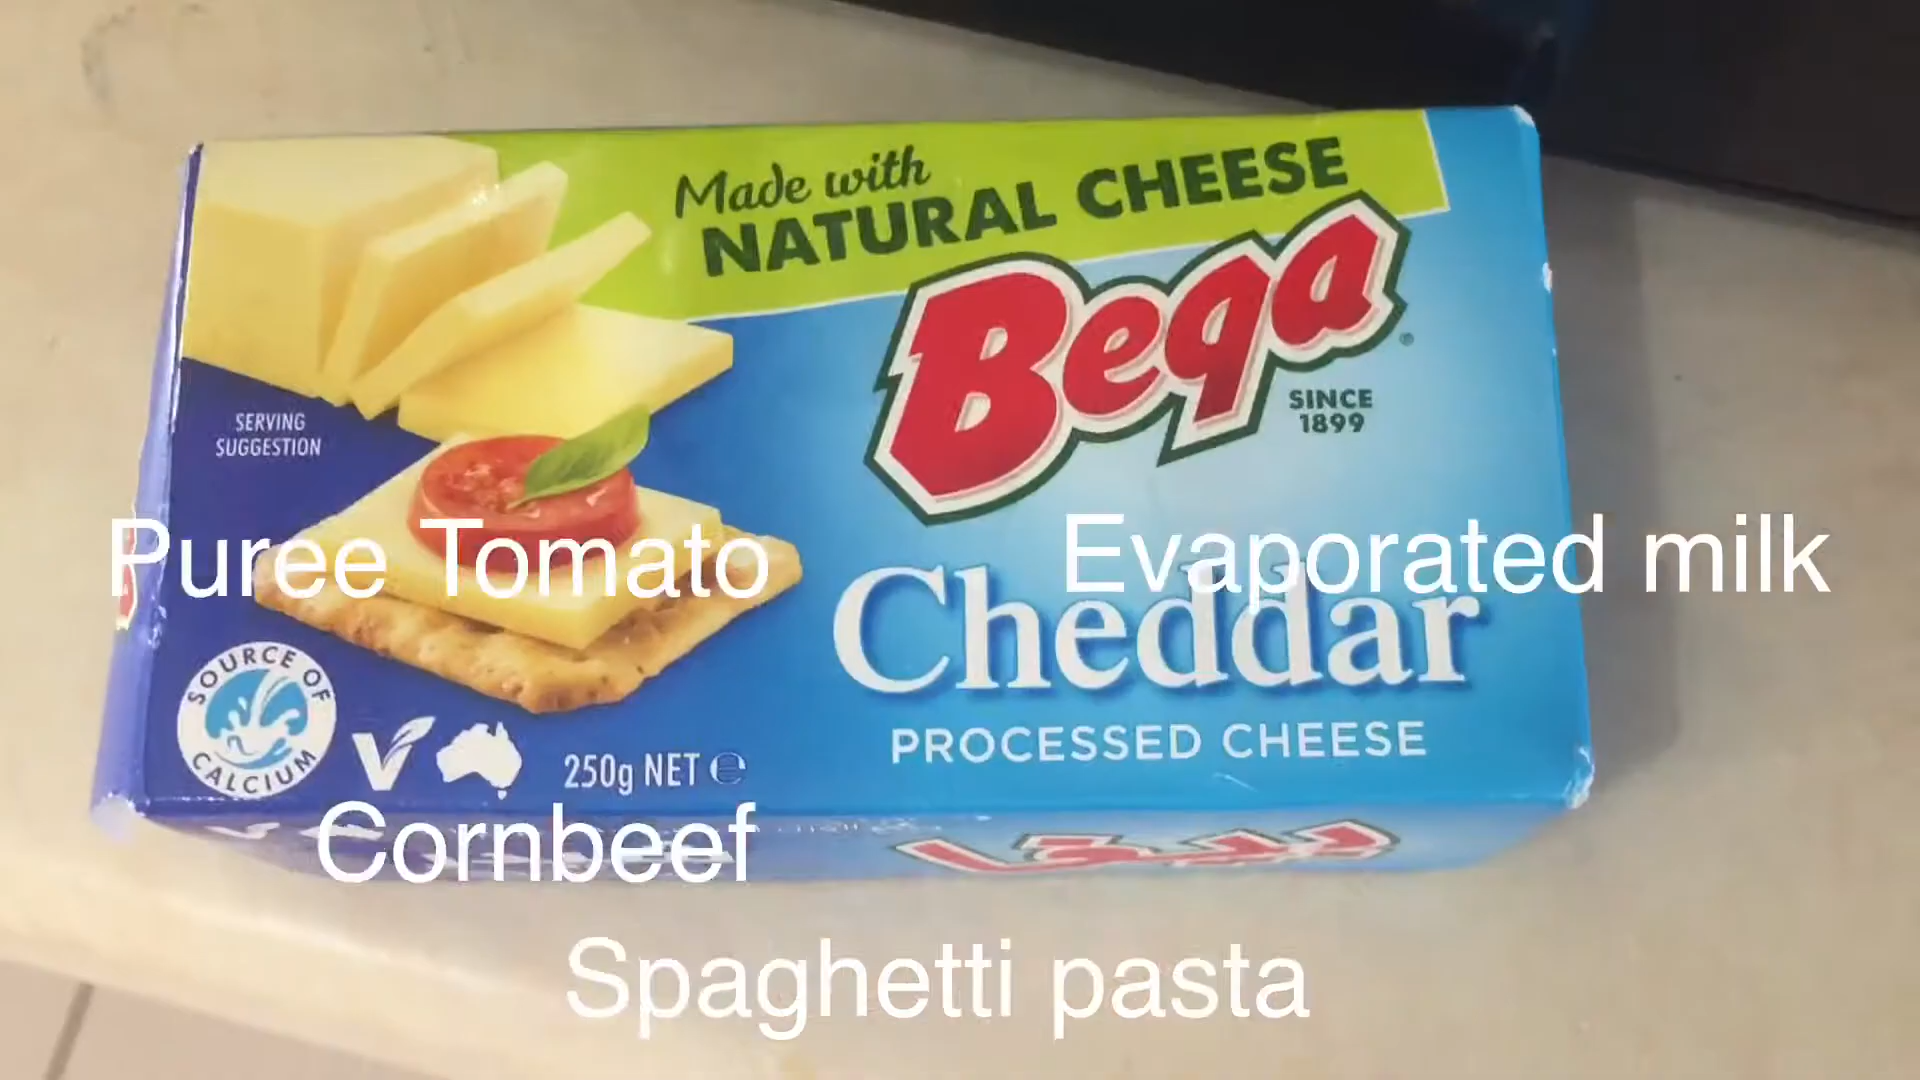 Made with
NATURAL CHEESE
Bega
SINCE
1899
SERVING
SUGGESTION
Puree Tomato
Evaporated milk
Cheddar
PROCESSED CHEESE
SOURCE OF
CALCIUM
250g NET ℮
Cornbeef
بيجا
Spaghetti pasta